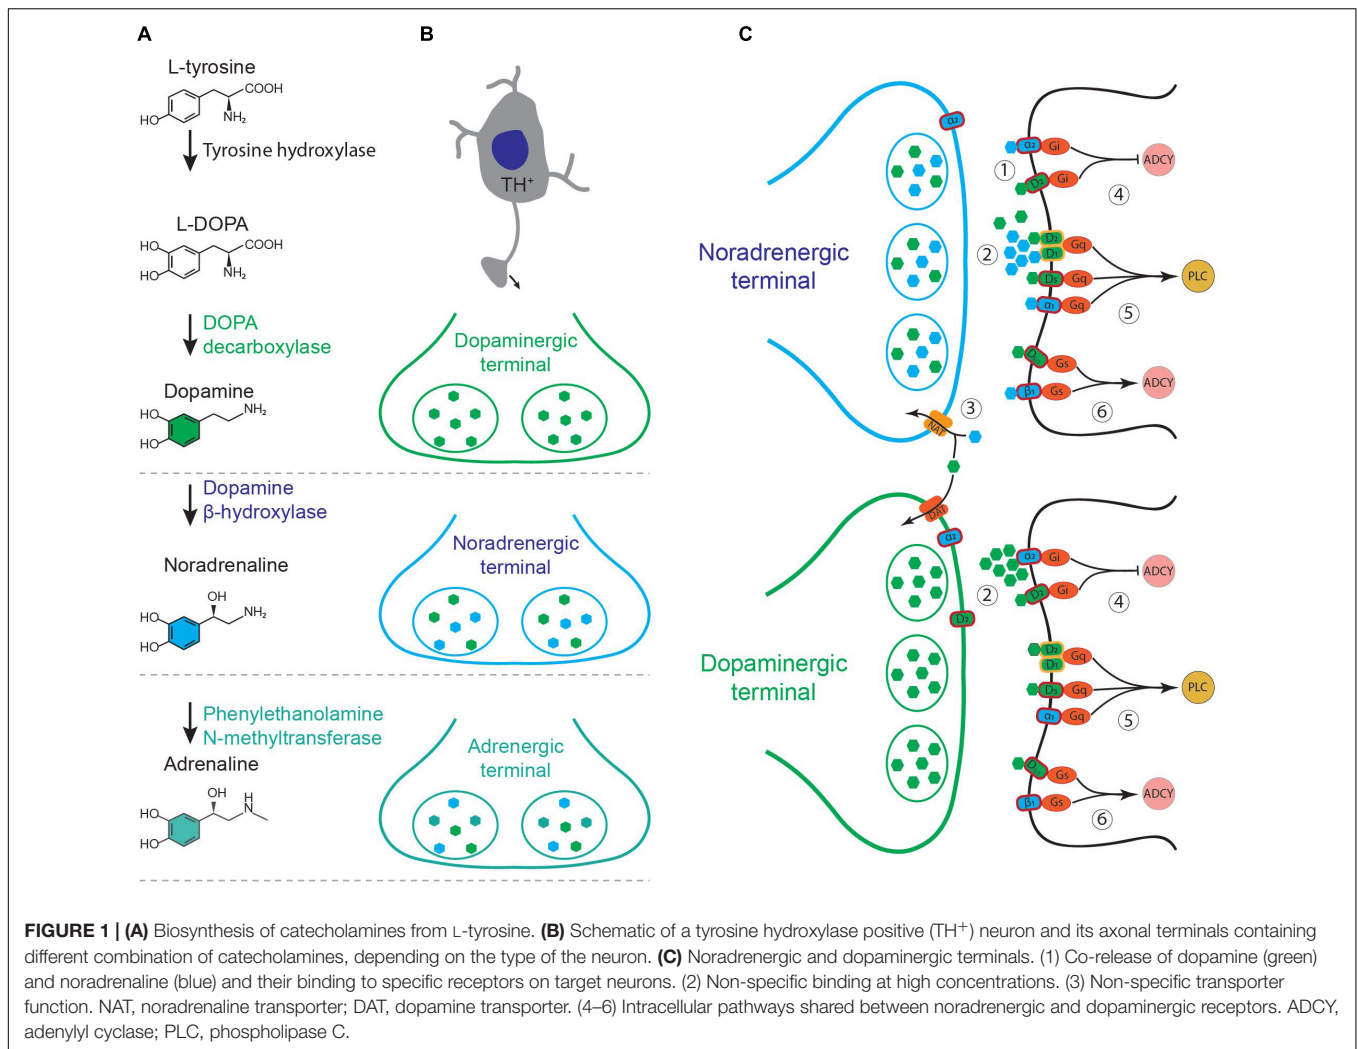 A
B
C
L-tyrosine
COOH
HO
NH₂
Tyrosine hydroxylase
L-DOPA
HO
COOH
HO
NH₂
DOPA
decarboxylase
Dopamine
HO
NH₂
HO
Dopamine
β-hydroxylase
Noradrenaline
OH
HO
NH₂
HO
Phenylethanolamine
N-methyltransferase
Adrenaline
OH
H
N
HO
HO
TH⁺
Dopaminergic
terminal
Noradrenergic
terminal
Adrenergic
terminal
Noradrenergic
terminal
α₂
NAT
3
1
α₂
Gi
ADCY
D₂
Gi
4
2
D₂
Gq
D₁
D₅
Gq
PLC
α₁
Gq
5
Gs
ADCY
β₁
Gs
6
DAT
α₂
D₂
Dopaminergic
terminal
2
α₂
Gi
ADCY
D₂
Gi
4
D₂
Gq
D₁
D₅
Gq
PLC
Gq
5
Gs
ADCY
β₁
Gs
6
FIGURE 1 | (A) Biosynthesis of catecholamines from L-tyrosine. (B) Schematic of a tyrosine hydroxylase positive (TH⁺) neuron and its axonal terminals containing
different combination of catecholamines, depending on the type of the neuron. (C) Noradrenergic and dopaminergic terminals. (1) Co-release of dopamine (green)
and noradrenaline (blue) and their binding to specific receptors on target neurons. (2) Non-specific binding at high concentrations. (3) Non-specific transporter
function. NAT, noradrenaline transporter; DAT, dopamine transporter. (4–6) Intracellular pathways shared between noradrenergic and dopaminergic receptors. ADCY,
adenylyl cyclase; PLC, phospholipase C.